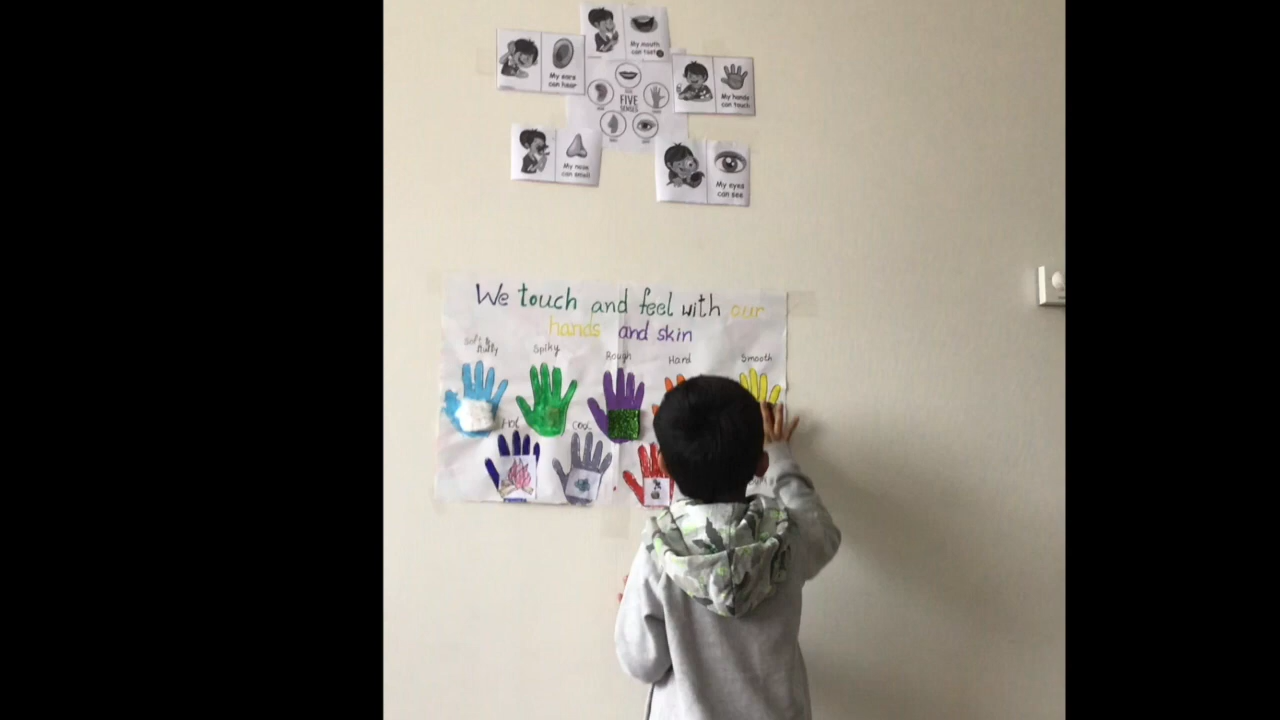 My mouth
can taste
My ears
can hear
My hands
can touch
FIVE
SENSES
My nose
can smell
My eyes
can see
We touch and feel with our
hands and skin
Soft &
fluffy
Spiky
Rough
Hard
Smooth
Hot
Cool